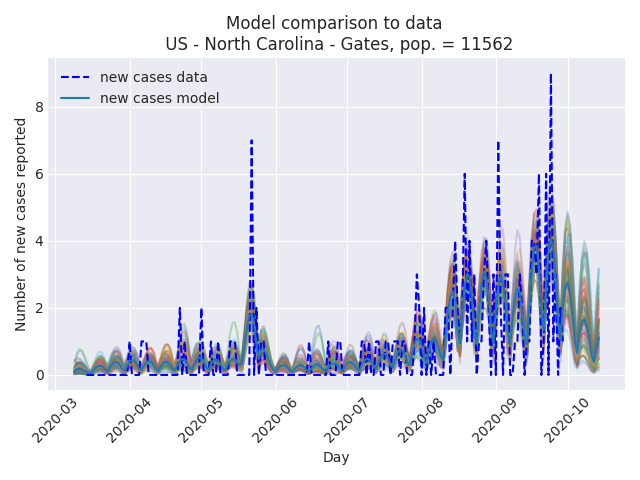 Model comparison to data
US - North Carolina - Gates, pop. = 11562
new cases data
new cases model
Number of new cases reported
8
6
4
2
0
2020-03
2020-04
2020-05
2020-06
2020-07
2020-08
2020-09
2020-10
Day